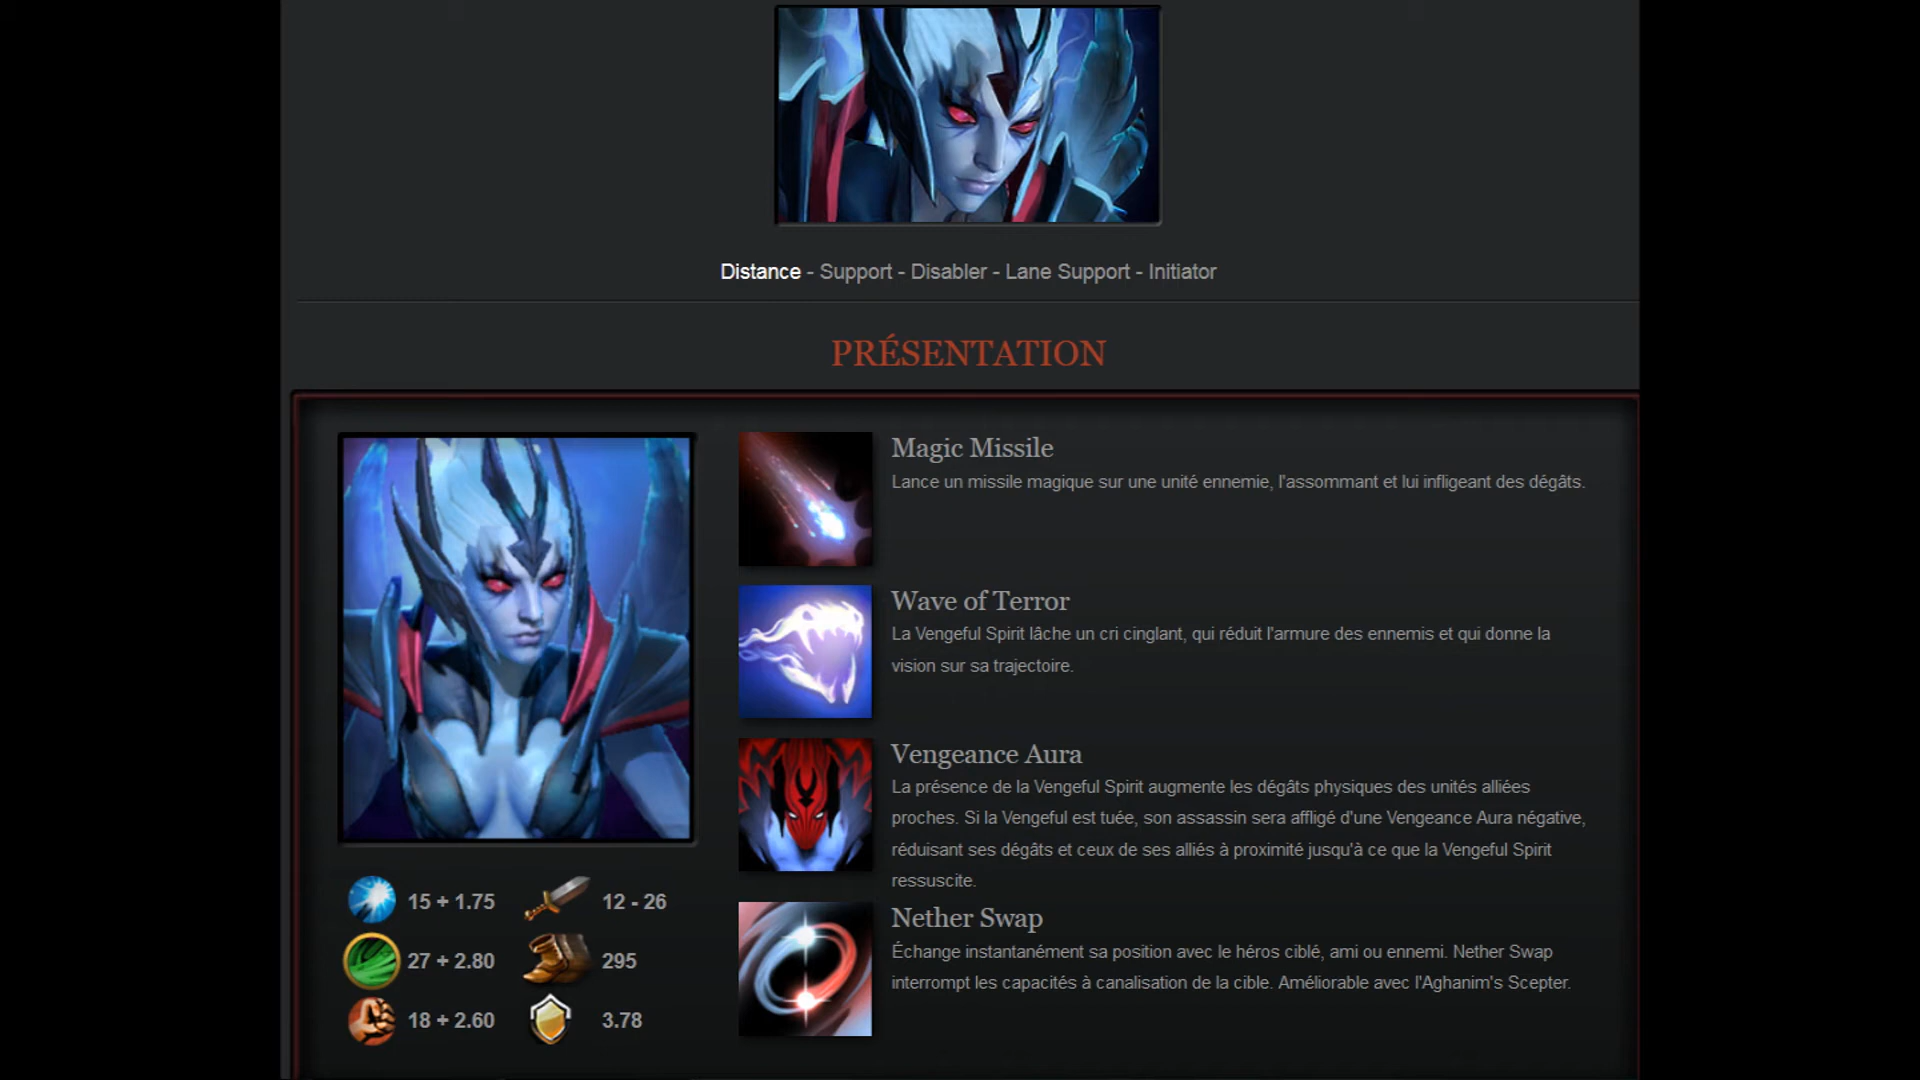 Distance - Support - Disabler - Lane Support - Initiator
PRÉSENTATION
Magic Missile
Lance un missile magique sur une unité ennemie, l'assommant et lui infligeant des dégâts.
Wave of Terror
La Vengeful Spirit lâche un cri cinglant, qui réduit l'armure des ennemis et qui donne la
vision sur sa trajectoire.
Vengeance Aura
La présence de la Vengeful Spirit augmente les dégâts physiques des unités alliées
proches. Si la Vengeful est tuée, son assassin sera affligé d'une Vengeance Aura négative,
réduisant ses dégâts et ceux de ses alliés à proximité jusqu'à ce que la Vengeful Spirit
ressuscite.
Nether Swap
Échange instantanément sa position avec le héros ciblé, ami ou ennemi. Nether Swap
interrompt les capacités à canalisation de la cible. Améliorable avec l'Aghanim's Scepter.
15 + 1.75 12 - 26
27 + 2.80 295
18 + 2.60 3.78